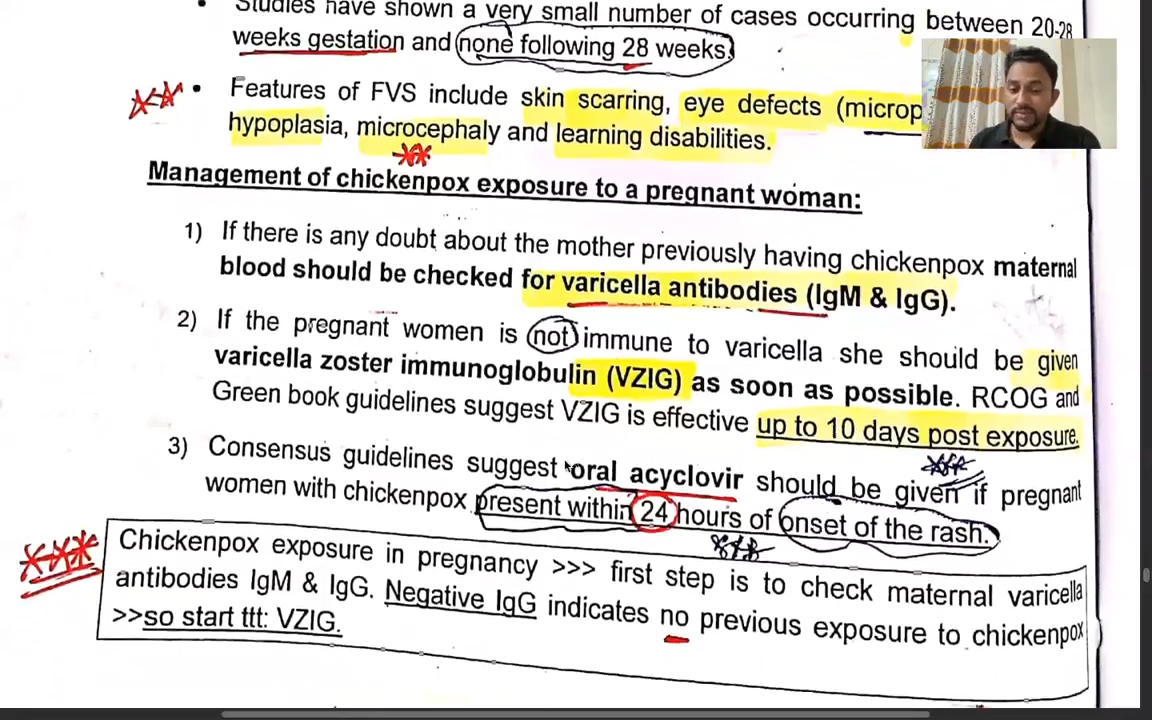 Studies have shown a very small number of cases occurring between 20-28
weeks gestation and none following 28 weeks.
Features of FVS include skin scarring, eye defects (microp
hypoplasia, microcephaly and learning disabilities.
Management of chickenpox exposure to a pregnant woman:
1) If there is any doubt about the mother previously having chickenpox maternal
blood should be checked for varicella antibodies (IgM & IgG).
2) If the pregnant women is not immune to varicella she should be given
varicella zoster immunoglobulin (VZIG) as soon as possible. RCOG and
Green book guidelines suggest VZIG is effective up to 10 days post exposure.
3) Consensus guidelines suggest oral acyclovir should be given if pregnant
women with chickenpox present within 24 hours of onset of the rash.
Chickenpox exposure in pregnancy >>> first step is to check maternal varicella
antibodies IgM & IgG. Negative IgG indicates no previous exposure to chickenpox
>>so start ttt: VZIG.